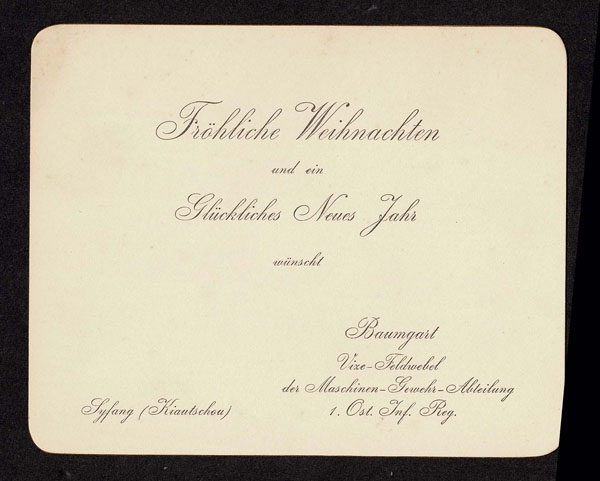 Fröhliche Weihnachten
und ein
Glückliches Neues Jahr
wünscht
Baumgart
Vize-Feldwebel
der Maschinen-Gewehr-Abteilung
Syfang (Kiautschou) 1. Ost. Inf. Reg.